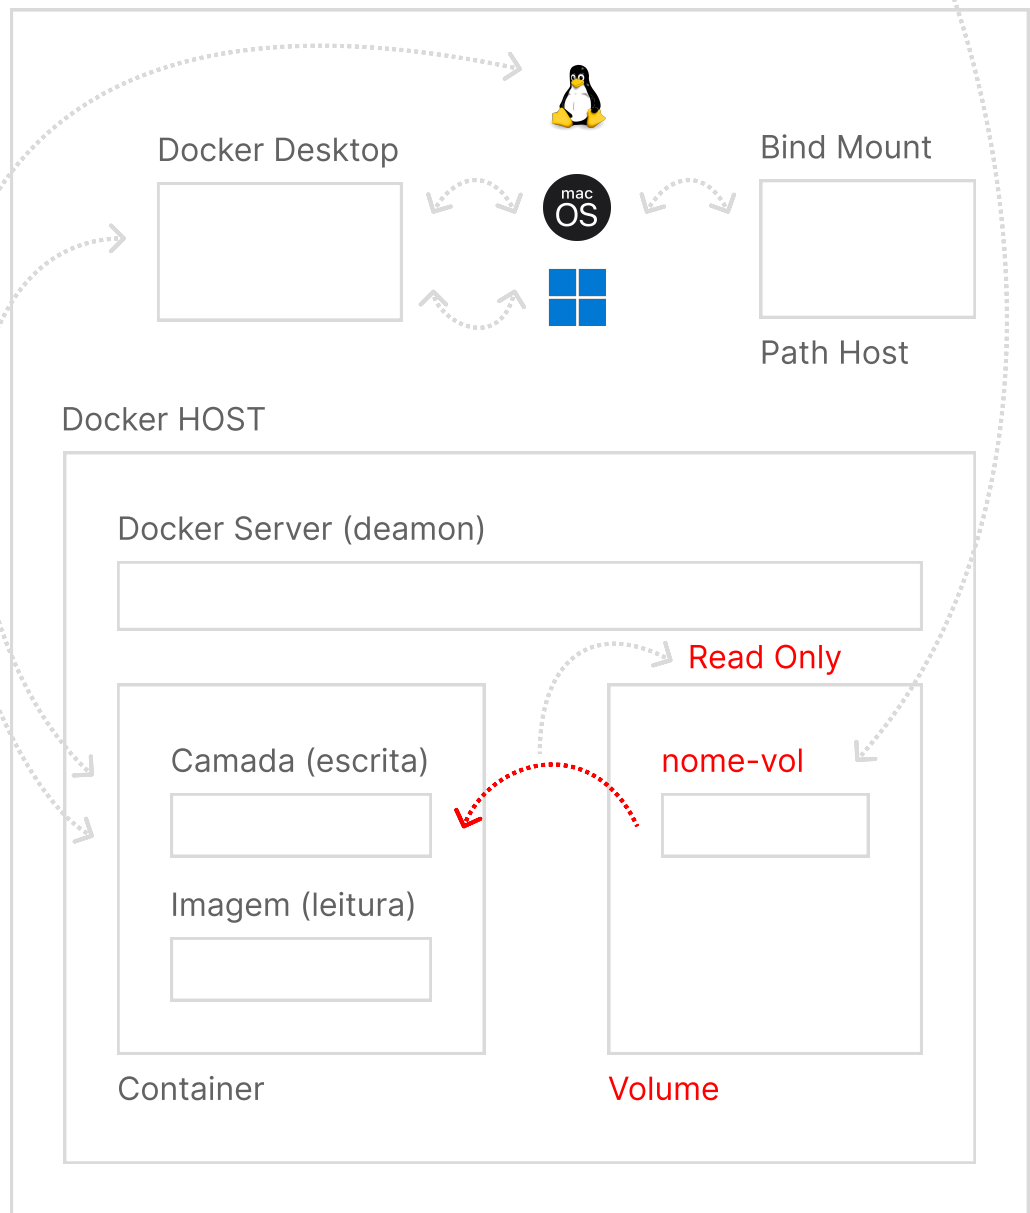 Docker Desktop
mac
OS
Bind Mount
Path Host
Docker HOST
Docker Server (deamon)
Read Only
Camada (escrita)
nome-vol
Imagem (leitura)
Container
Volume